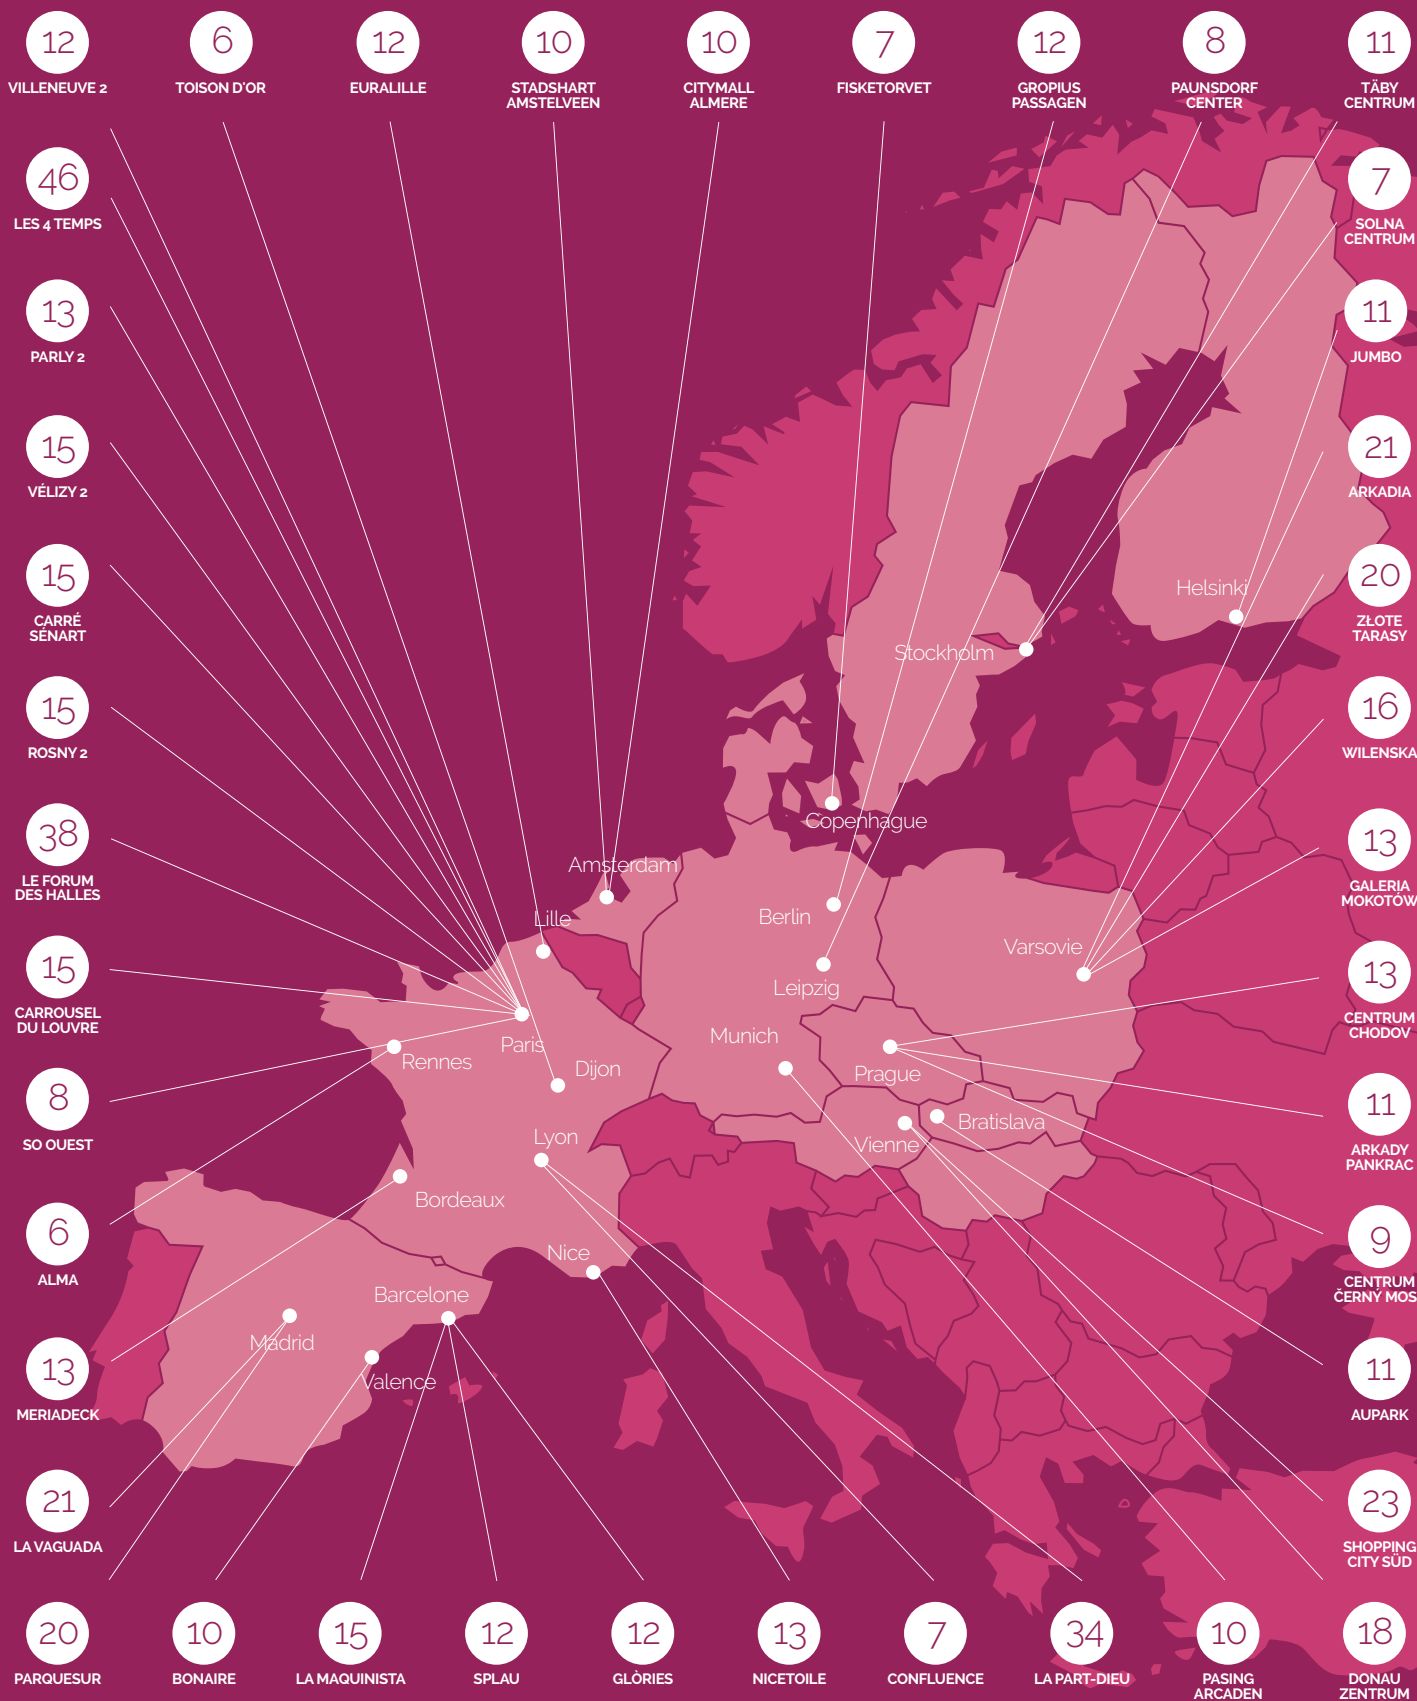 12
VILLENEUVE 2
6
TOISON D'OR
12
EURALILLE
10
STADSHART
AMSTELVEEN
10
CITYMALL
ALMERE
7
FISKETORVET
12
GROPIUS
PASSAGEN
8
PAUNSDORF
CENTER
11
TÄBY
CENTRUM
46
LES 4 TEMPS
13
PARLY 2
15
VÉLIZY 2
15
CARRÉ
SÉNART
15
ROSNY 2
38
LE FORUM
DES HALLES
15
CARROUSEL
DU LOUVRE
8
SO OUEST
6
ALMA
13
MERIADECK
21
LA VAGUADA
7
SOLNA
CENTRUM
11
JUMBO
21
ARKADIA
20
ZŁOTE
TARASY
16
WILENSKA
13
GALERIA
MOKOTÓW
13
CENTRUM
CHODOV
11
ARKADY
PANKRAC
9
CENTRUM
ČERNÝ MOS
11
AUPARK
23
SHOPPING
CITY SÜD
Helsinki
Stockholm
Copenhague
Amsterdam
Lille
Berlin
Varsovie
Leipzig
Munich
Paris
Rennes
Dijon
Prague
Bratislava
Vienne
Lyon
Bordeaux
Nice
Barcelone
Madrid
Valence
20
PARQUESUR
10
BONAIRE
15
LA MAQUINISTA
12
SPLAU
12
GLÒRIES
13
NICETOILE
7
CONFLUENCE
34
LA PART-DIEU
10
PASING
ARCADEN
18
DONAU
ZENTRUM